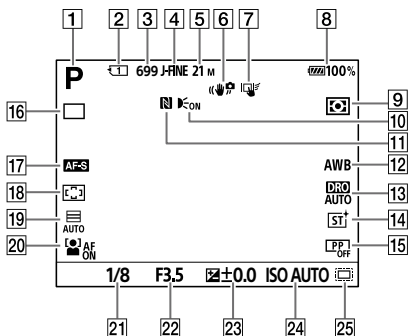 1 2 3 4 5 6 7 8
P 1 699 J-FINE 21 M 100%
16 N ON 9
10
11
17 AF-S AWB 12
18 DRO AUTO 13
19 AUTO ST+ 14
20 AF ON PP OFF 15
1/8 F3.5 ±0.0 ISO AUTO
21 22 23 24 25